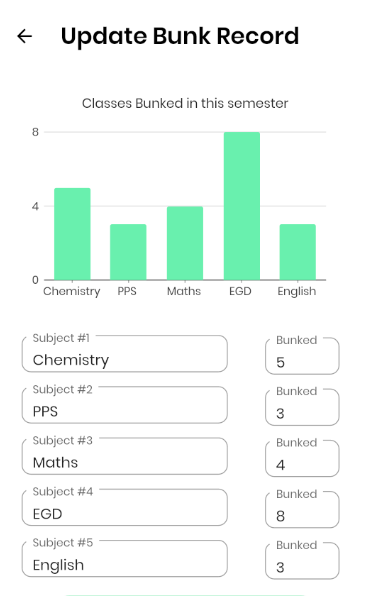 Update Bunk Record
Classes Bunked in this semester
8
4
0
Chemistry PPS Maths EGD English
Subject #1 Bunked
Chemistry 5
Subject #2 Bunked
PPS 3
Subject #3 Bunked
Maths 4
Subject #4 Bunked
EGD 8
Subject #5 Bunked
English 3